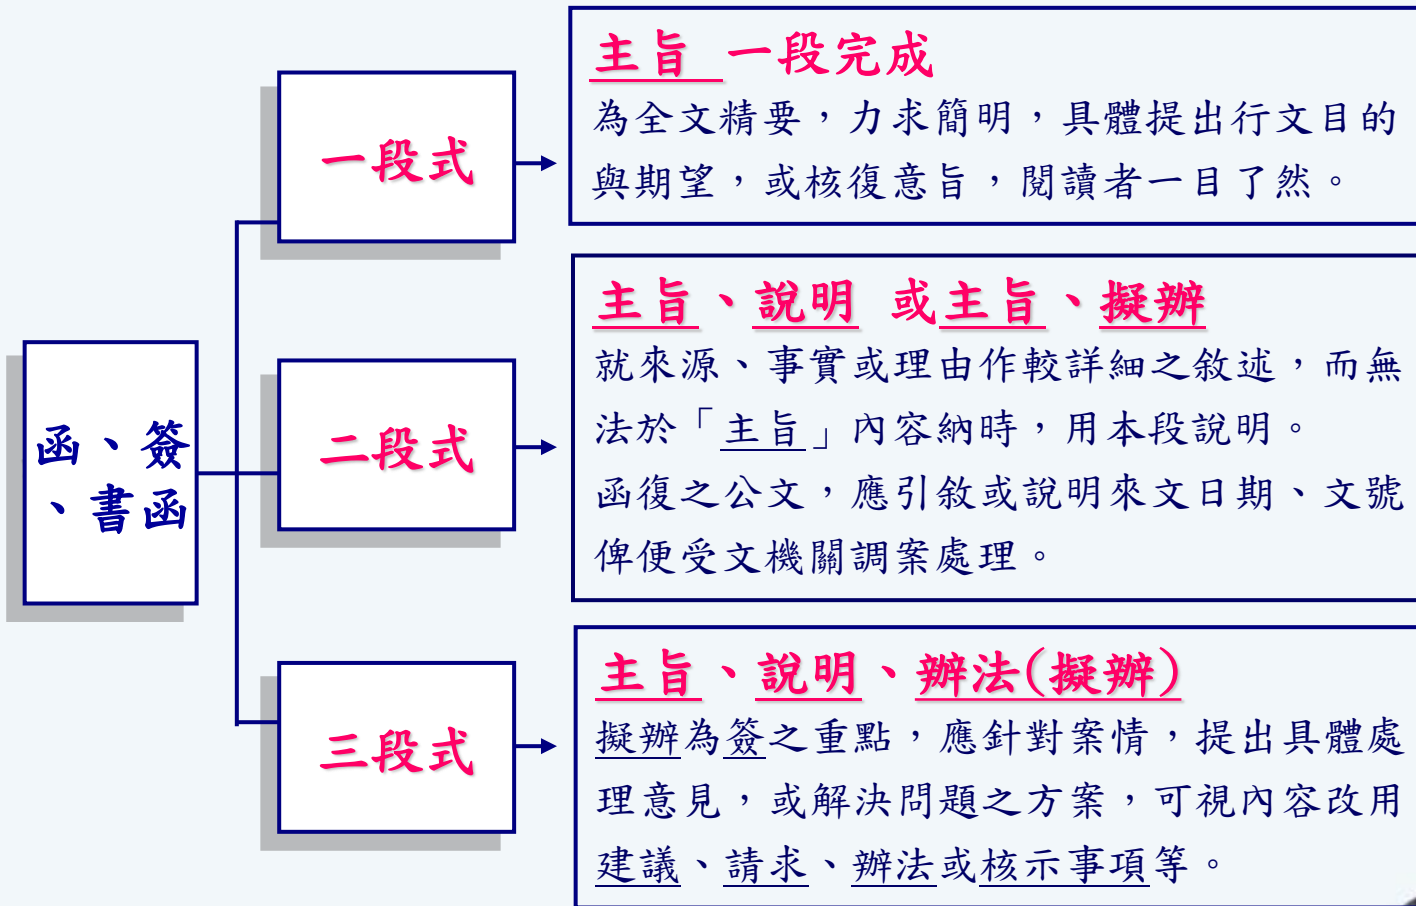 函、簽
、書函
一段式
主旨 一段完成
為全文精要，力求簡明，具體提出行文目的
與期望，或核復意旨，閱讀者一目了然。
二段式
主旨、說明 或主旨、擬辦
就來源、事實或理由作較詳細之敘述，而無
法於「主旨」內容納時，用本段說明。
函復之公文，應引敘或說明來文日期、文號
俾便受文機關調案處理。
三段式
主旨、說明、辦法(擬辦)
擬辦為簽之重點，應針對案情，提出具體處
理意見，或解決問題之方案，可視內容改用
建議、請求、辦法或核示事項等。